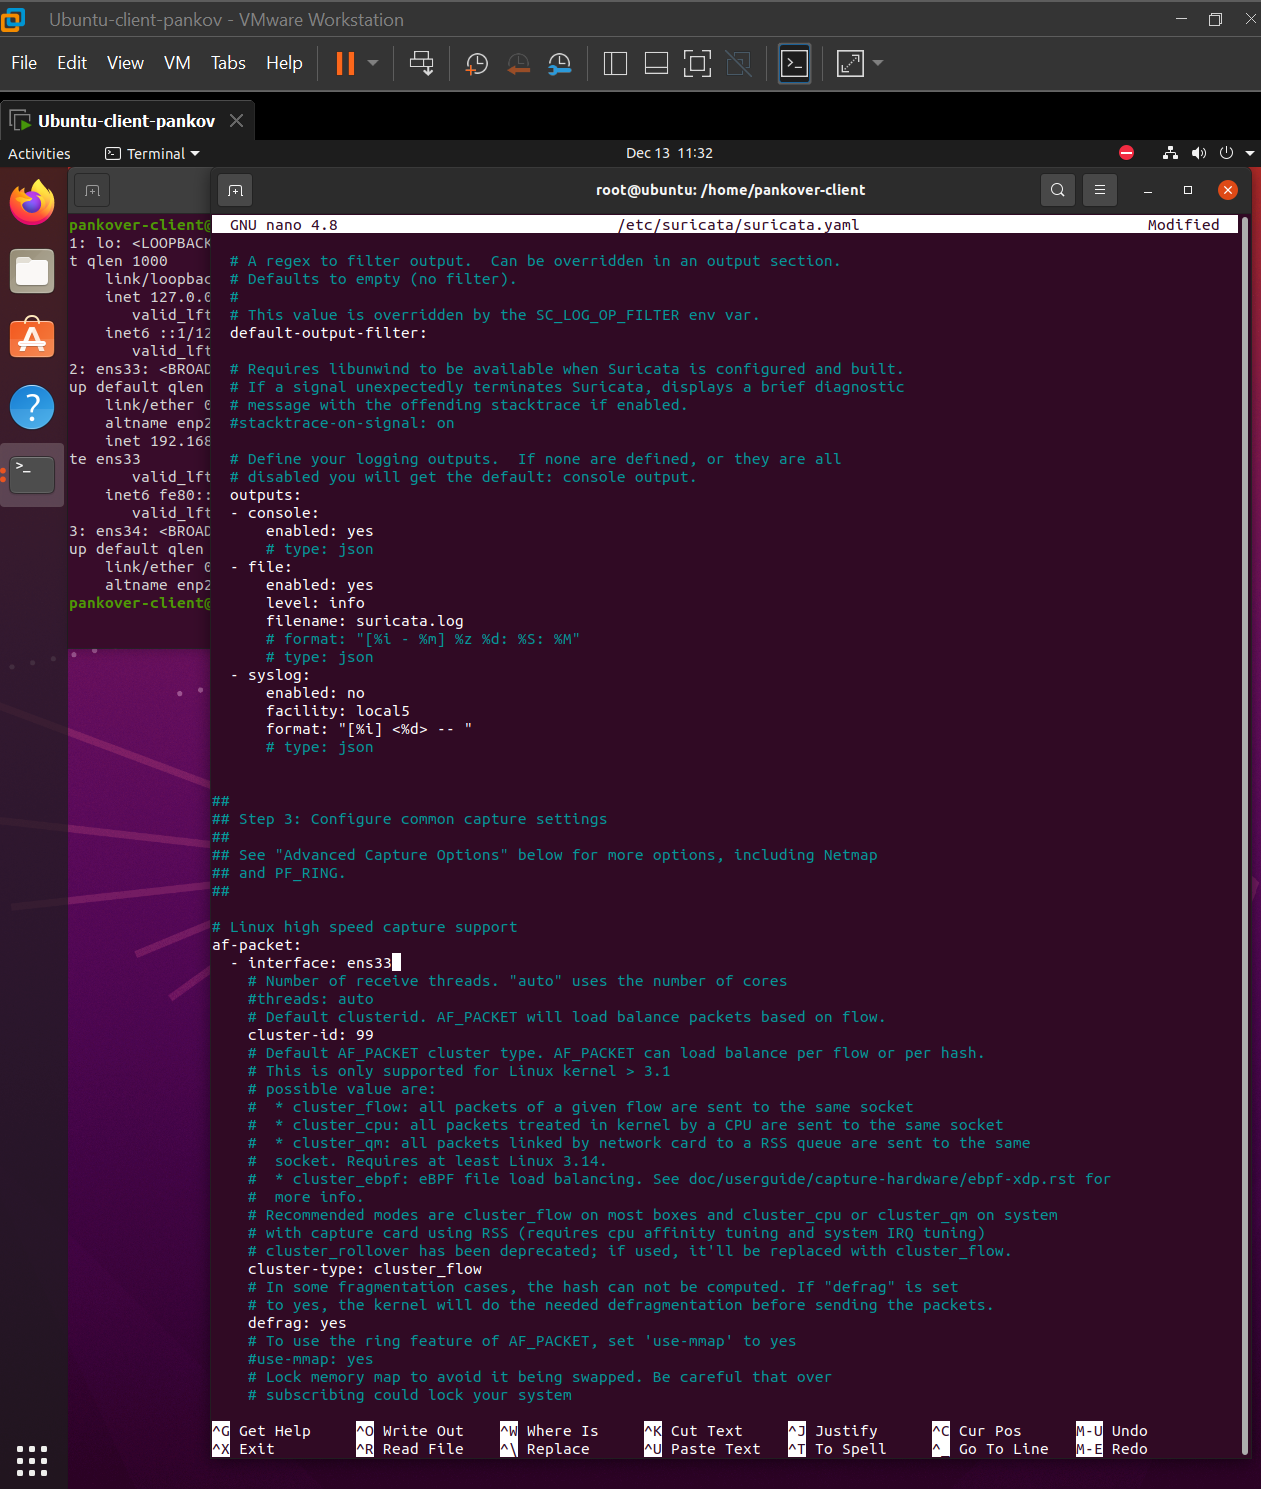 Ubuntu-client-pankov - VMware Workstation
File Edit View VM Tabs Help
Ubuntu-client-pankov
Activities Terminal Dec 13 11:32
root@ubuntu: /home/pankover-client
pankover-client@
1: lo: <LOOPBACK
t qlen 1000
link/loopbac
inet 127.0.0
valid_lft
inet6 ::1/12
valid_lft
2: ens33: <BROAD
up default qlen
link/ether 0
altname enp2
inet 192.168
te ens33
valid_lft
inet6 fe80::
valid_lft
3: ens34: <BROAD
up default qlen
link/ether 0
altname enp2
pankover-client@
GNU nano 4.8 /etc/suricata/suricata.yaml Modified
# A regex to filter output.  Can be overridden in an output section.
# Defaults to empty (no filter).
#
# This value is overridden by the SC_LOG_OP_FILTER env var.
default-output-filter:
# Requires libunwind to be available when Suricata is configured and built.
# If a signal unexpectedly terminates Suricata, displays a brief diagnostic
# message with the offending stacktrace if enabled.
#stacktrace-on-signal: on
# Define your logging outputs.  If none are defined, or they are all
# disabled you will get the default: console output.
outputs:
- console:
enabled: yes
# type: json
- file:
enabled: yes
level: info
filename: suricata.log
# format: "[%i - %m] %z %d: %S: %M"
# type: json
- syslog:
enabled: no
facility: local5
format: "[%i] <%d> -- "
# type: json
##
## Step 3: Configure common capture settings
##
## See "Advanced Capture Options" below for more options, including Netmap
## and PF_RING.
##
# Linux high speed capture support
af-packet:
- interface: ens33
# Number of receive threads. "auto" uses the number of cores
#threads: auto
# Default clusterid. AF_PACKET will load balance packets based on flow.
cluster-id: 99
# Default AF_PACKET cluster type. AF_PACKET can load balance per flow or per hash.
# This is only supported for Linux kernel > 3.1
# possible value are:
#  * cluster_flow: all packets of a given flow are sent to the same socket
#  * cluster_cpu: all packets treated in kernel by a CPU are sent to the same socket
#  * cluster_qm: all packets linked by network card to a RSS queue are sent to the same
#  socket. Requires at least Linux 3.14.
#  * cluster_ebpf: eBPF file load balancing. See doc/userguide/capture-hardware/ebpf-xdp.rst for
#  more info.
# Recommended modes are cluster_flow on most boxes and cluster_cpu or cluster_qm on system
# with capture card using RSS (requires cpu affinity tuning and system IRQ tuning)
# cluster_rollover has been deprecated; if used, it'll be replaced with cluster_flow.
cluster-type: cluster_flow
# In some fragmentation cases, the hash can not be computed. If "defrag" is set
# to yes, the kernel will do the needed defragmentation before sending the packets.
defrag: yes
# To use the ring feature of AF_PACKET, set 'use-mmap' to yes
#use-mmap: yes
# Lock memory map to avoid it being swapped. Be careful that over
# subscribing could lock your system
^G Get Help ^O Write Out ^W Where Is ^K Cut Text ^J Justify ^C Cur Pos M-U Undo
^X Exit ^R Read File ^\ Replace ^U Paste Text ^T To Spell ^_ Go To Line M-E Redo